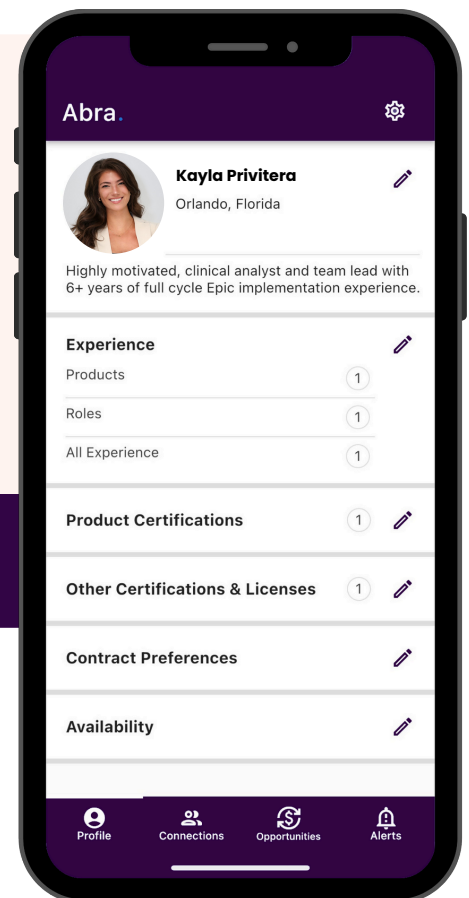 Abra.
Kayla Privitera
Orlando, Florida
Highly motivated, clinical analyst and team lead with
6+ years of full cycle Epic implementation experience.
Experience
Products 1
Roles 1
All Experience 1
Product Certifications 1
Other Certifications & Licenses 1
Contract Preferences
Availability
Profile Connections Opportunities Alerts